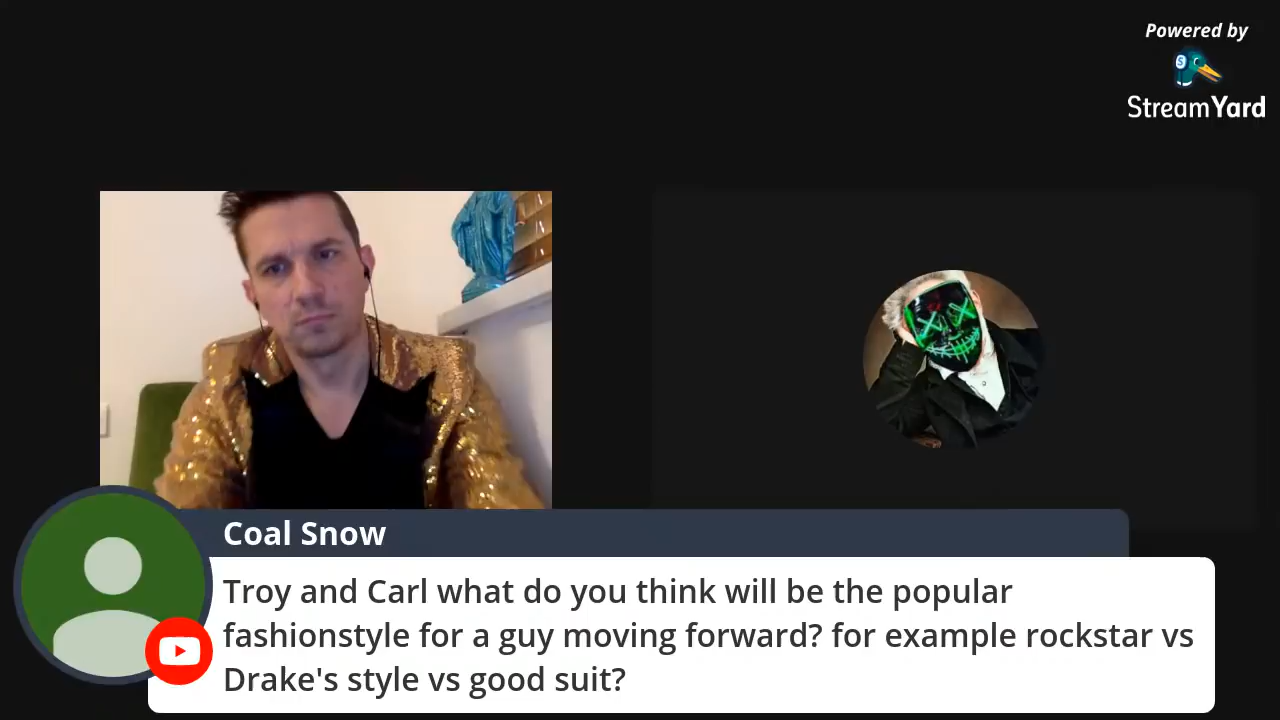 Powered by
StreamYard
Coal Snow
Troy and Carl what do you think will be the popular
fashionstyle for a guy moving forward? for example rockstar vs
Drake's style vs good suit?